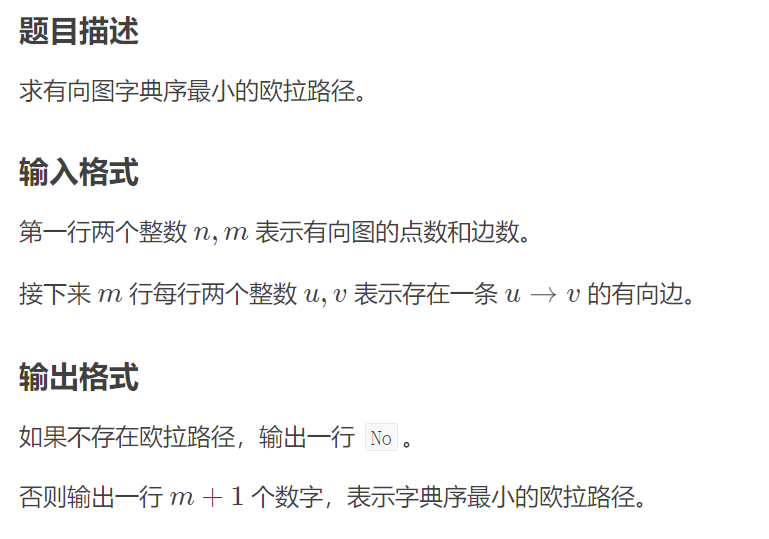 题目描述
求有向图字典序最小的欧拉路径。
输入格式
第一行两个整数 n, m 表示有向图的点数和边数。
接下来 m 行每行两个整数 u, v 表示存在一条 u → v 的有向边。
输出格式
如果不存在欧拉路径，输出一行 No 。
否则输出一行 m + 1 个数字，表示字典序最小的欧拉路径。